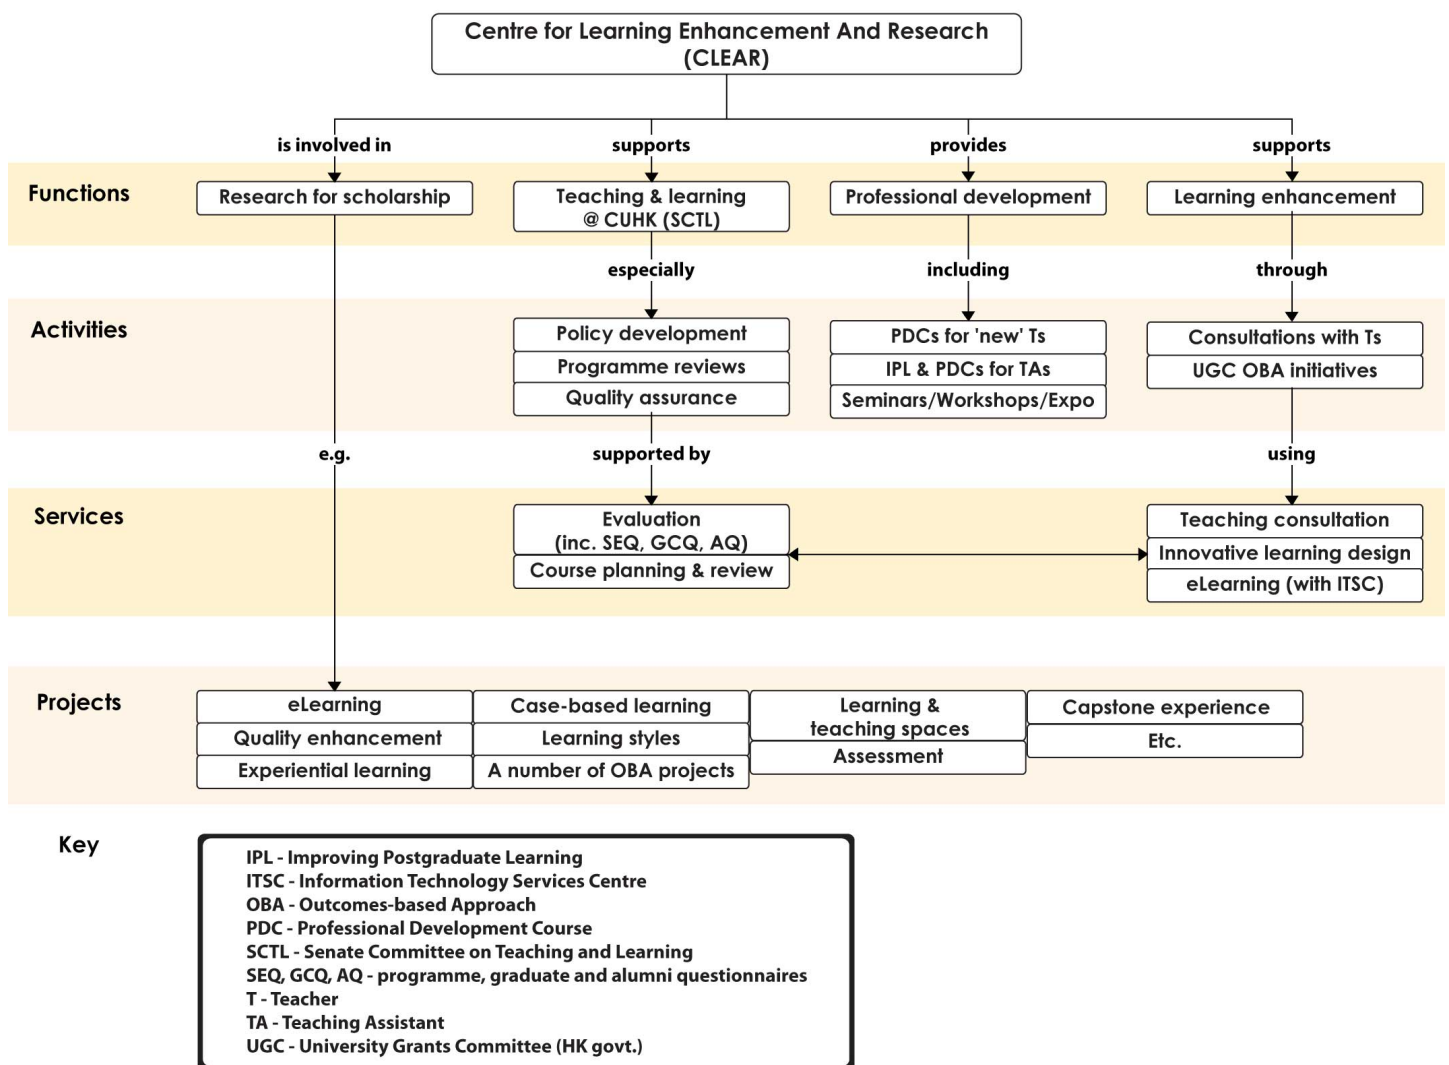 Centre for Learning Enhancement And Research
(CLEAR)
is involved in
supports
provides
supports
Functions
Research for scholarship
Teaching & learning
@ CUHK (SCTL)
Professional development
Learning enhancement
especially
including
through
Activities
Policy development
Programme reviews
Quality assurance
PDCs for 'new' Ts
IPL & PDCs for TAs
Seminars/Workshops/Expo
Consultations with Ts
UGC OBA initiatives
e.g.
supported by
using
Services
Evaluation
(inc. SEQ, GCQ, AQ)
Course planning & review
Teaching consultation
Innovative learning design
eLearning (with ITSC)
Projects
eLearning
Quality enhancement
Experiential learning
Case-based learning
Learning styles
A number of OBA projects
Learning &
teaching spaces
Assessment
Capstone experience
Etc.
Key
IPL - Improving Postgraduate Learning
ITSC - Information Technology Services Centre
OBA - Outcomes-based Approach
PDC - Professional Development Course
SCTL - Senate Committee on Teaching and Learning
SEQ, GCQ, AQ - programme, graduate and alumni questionnaires
T - Teacher
TA - Teaching Assistant
UGC - University Grants Committee (HK govt.)